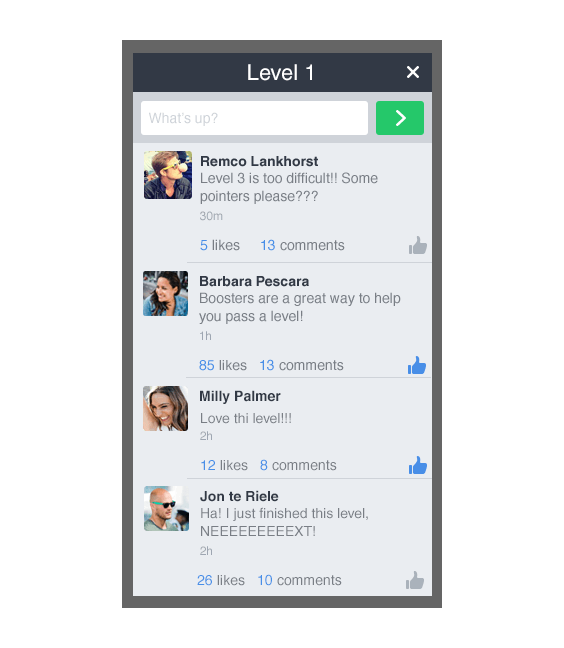 Level 1
What's up?
Remco Lankhorst
Level 3 is too difficult!! Some
pointers please???
30m
5 likes 13 comments
Barbara Pescara
Boosters are a great way to help
you pass a level!
1h
85 likes 13 comments
Milly Palmer
Love thi level!!!
2h
12 likes 8 comments
Jon te Riele
Ha! I just finished this level,
NEEEEEEEEEXT!
2h
26 likes 10 comments